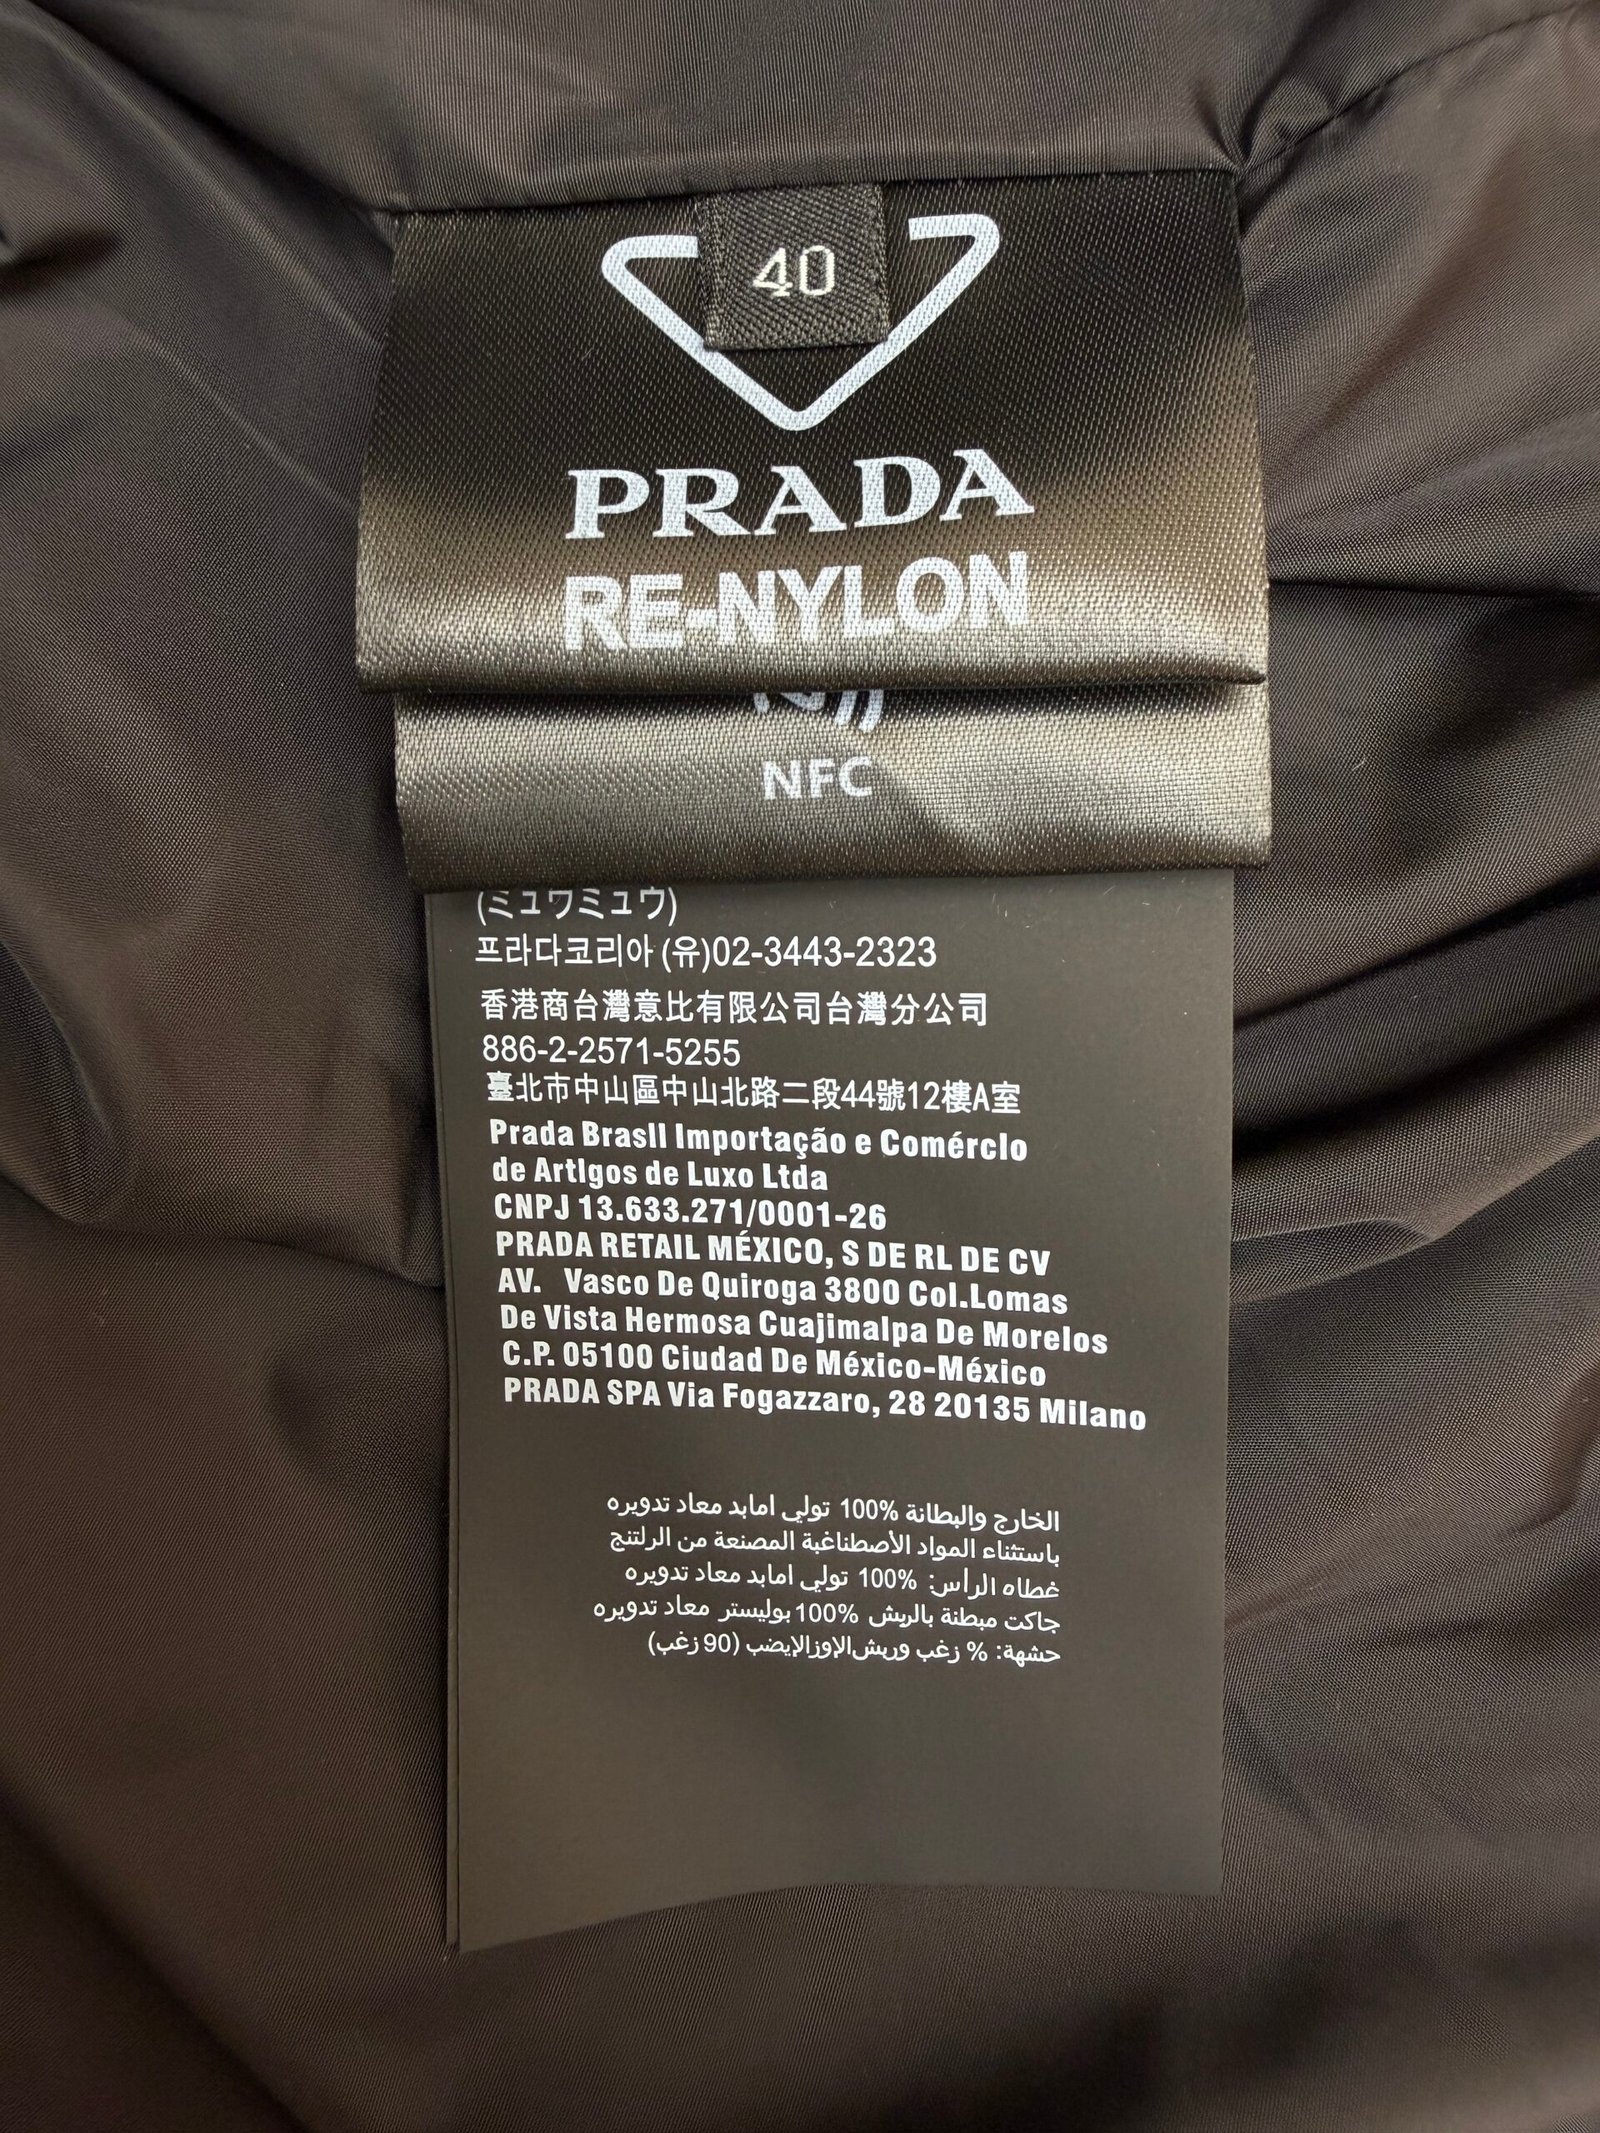 40
PRADA
RE-NYLON
NFC
(ミュウミュウ)
프라다코리아 (유)02-3443-2323
香港商台灣意比有限公司台灣分公司
886-2-2571-5255
臺北市中山區中山北路二段44號12樓A室
Prada Brasll Importação e Comérclo
de Artlgos de Luxo Ltda
CNPJ 13.633.271/0001-26
PRADA RETAIL MÉXICO, S DE RL DE CV
AV. Vasco De Quiroga 3800 Col.Lomas
De Vista Hermosa Cuajimalpa De Morelos
C.P. 05100 Ciudad De México-México
PRADA SPA Via Fogazzaro, 28 20135 Milano
الخارج والبطانة 100% تولي امابد معاد تدويره
باستثناء المواد الأصطناغية المصنعة من الرلتنج
غطاه الرأس: 100% تولي امابد معاد تدويره
جاكت مبطنة بالريش 100% بوليستر معاد تدويره
حشهة: % زغب وريش الاوزالإيضب (90 زغب)